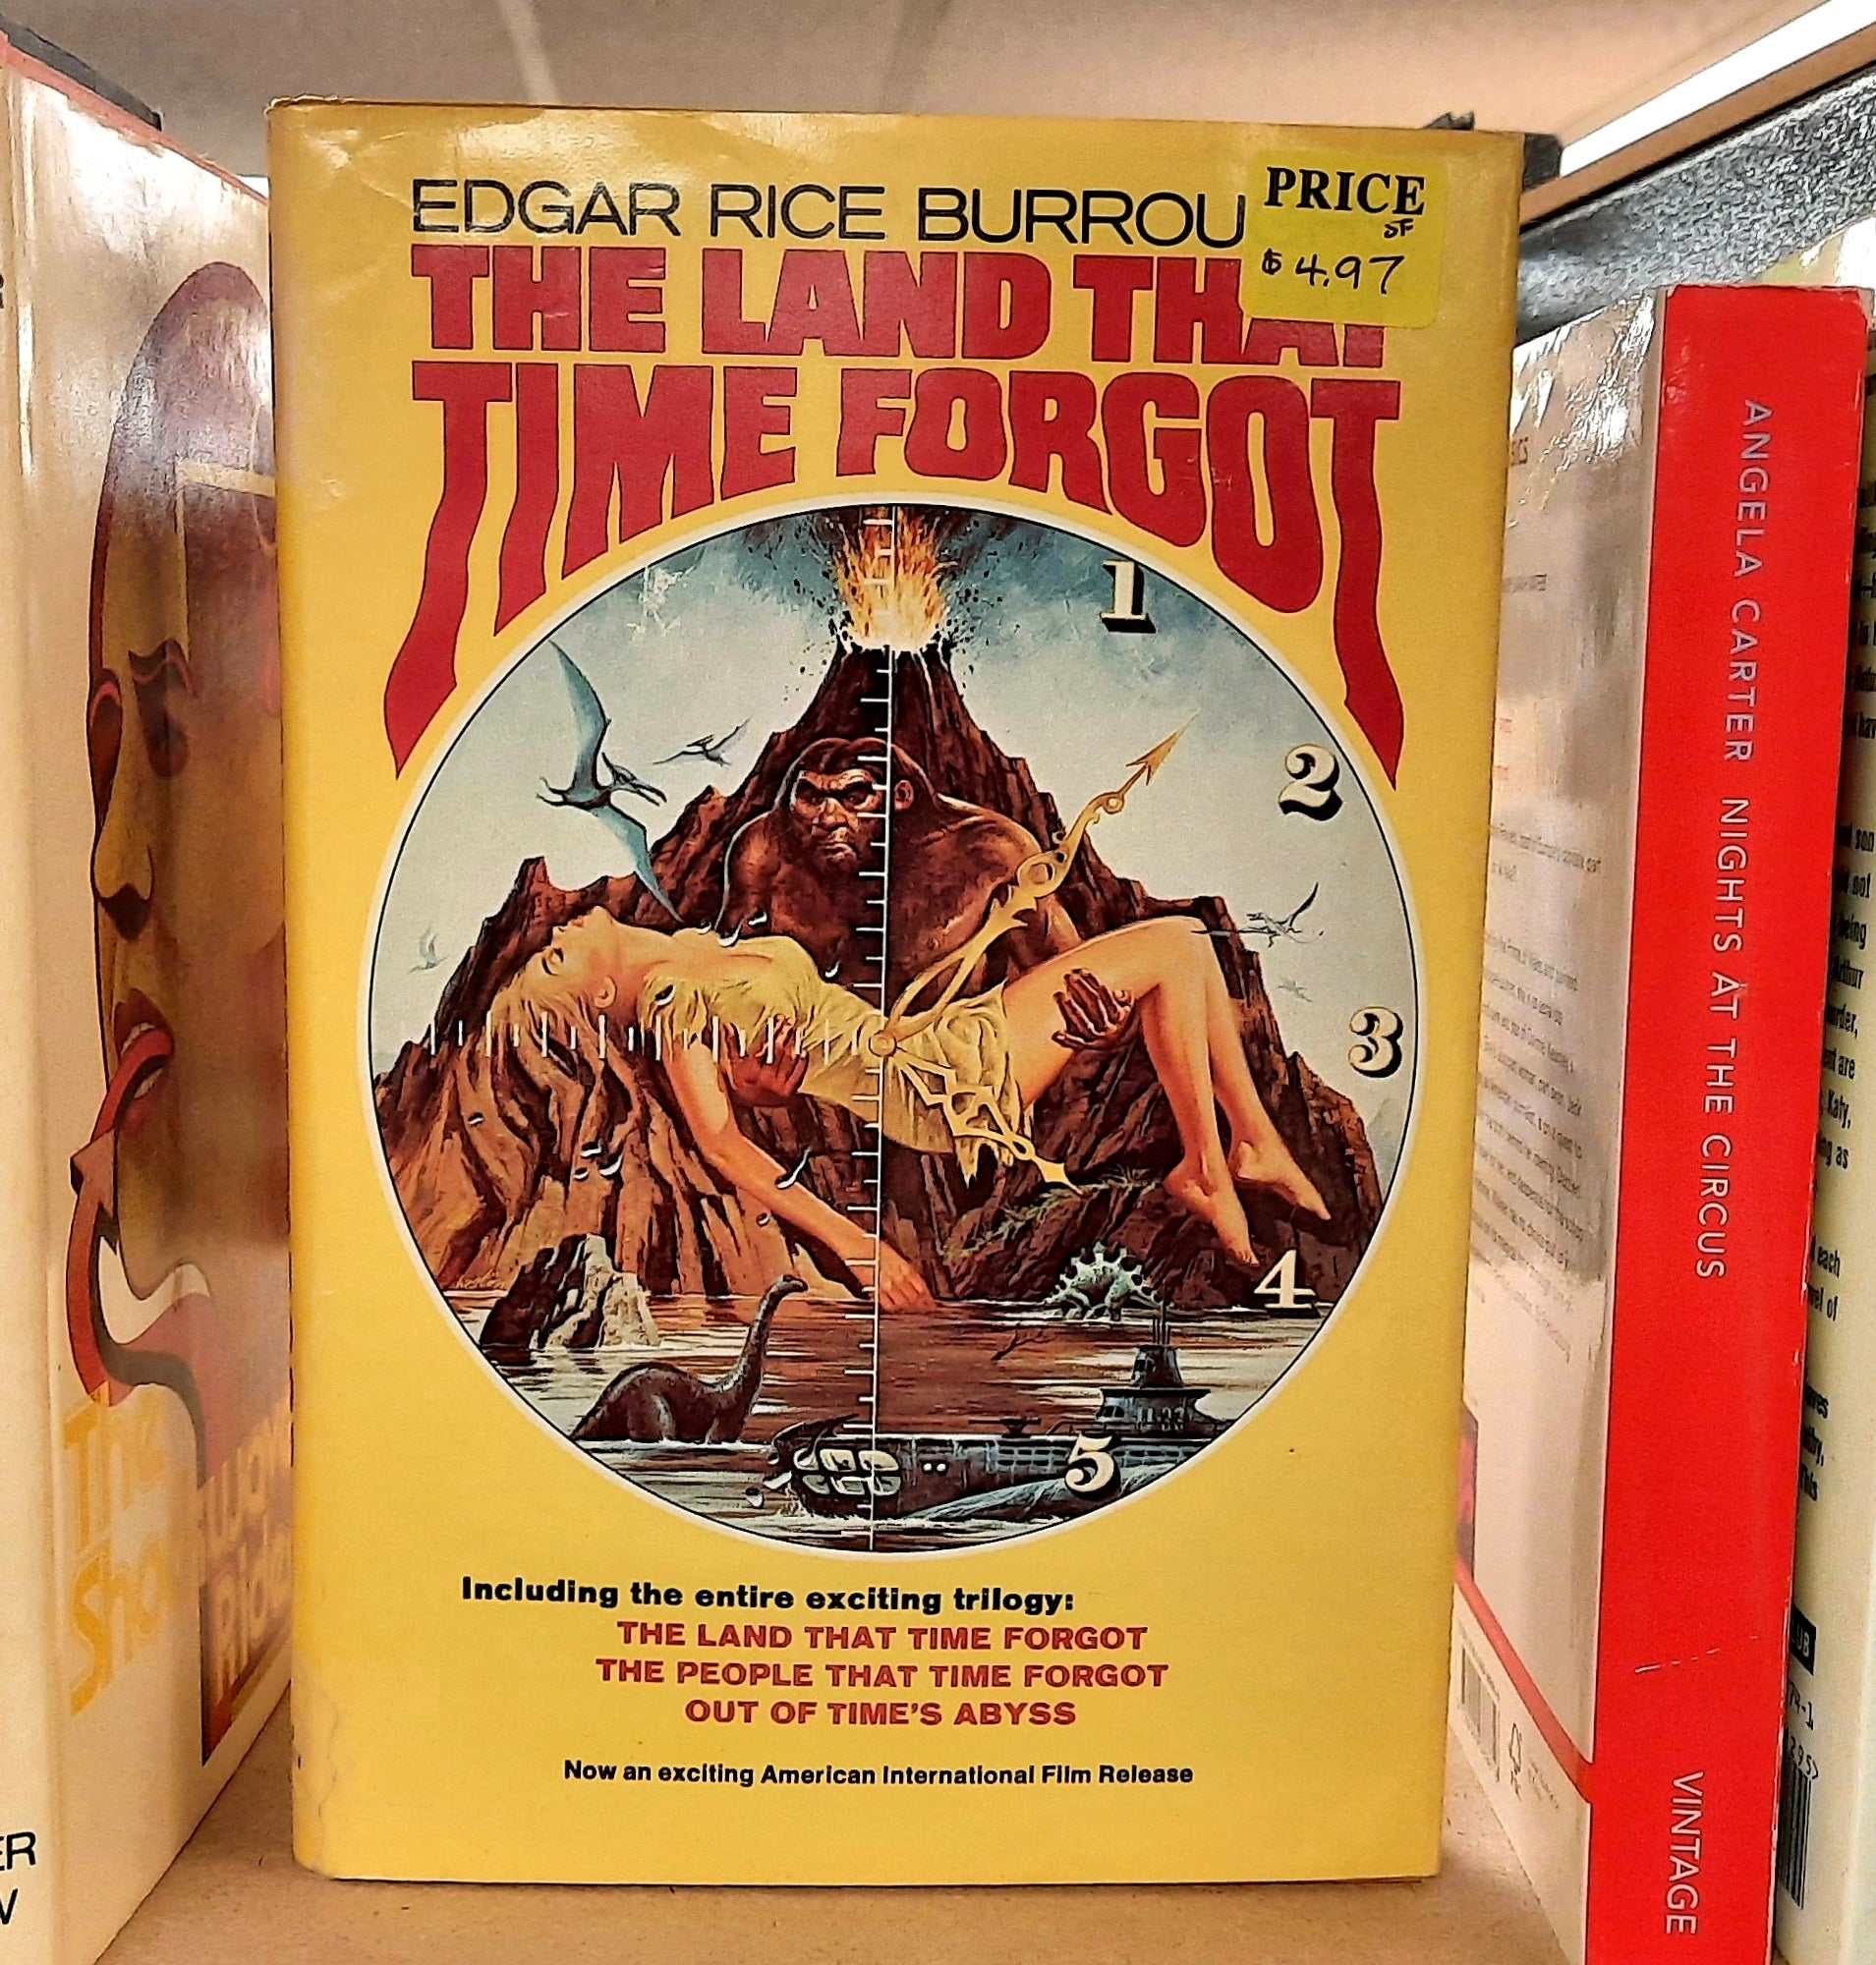 EDGAR RICE BURROU
PRICE
SF
$4.97
THE LAND THAT
TIME FORGOT
1
2
3
4
5
Including the entire exciting trilogy:
THE LAND THAT TIME FORGOT
THE PEOPLE THAT TIME FORGOT
OUT OF TIME'S ABYSS
Now an exciting American International Film Release
The
ANGELA CARTER NIGHTS AT THE CIRCUS
VINTAGE